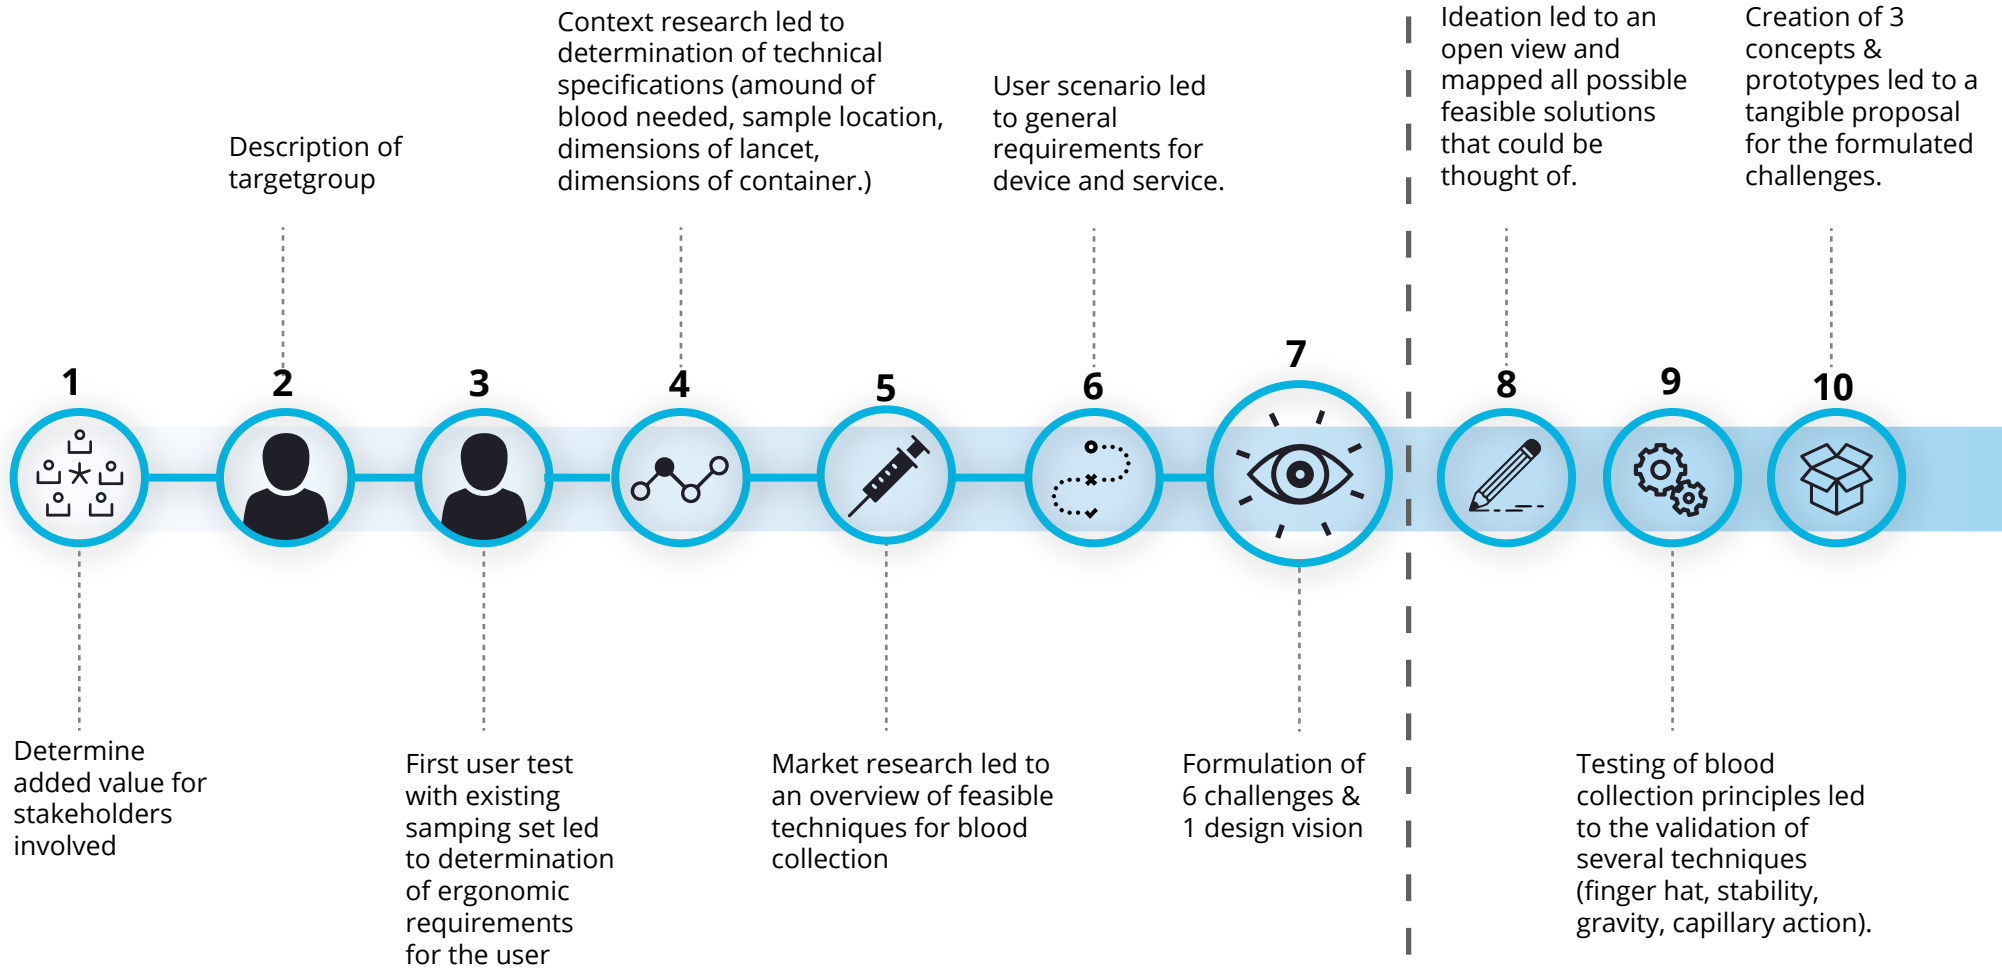 1
Determine
added value for
stakeholders
involved
Description of
targetgroup
2
3
First user test
with existing
samping set led
to determination
of ergonomic
requirements
for the user
Context research led to
determination of technical
specifications (amount of
blood needed, sample location,
dimensions of lancet,
dimensions of container.)
4
5
Market research led to
an overview of feasible
techniques for blood
collection
User scenario led
to general
requirements for
device and service.
6
7
Formulation of
6 challenges &
1 design vision
Ideation led to an
open view and
mapped all possible
feasible solutions
that could be
thought of.
8
9
Testing of blood
collection principles led
to the validation of
several techniques
(finger hat, stability,
gravity, capillary action).
Creation of 3
concepts &
prototypes led to a
tangible proposal
for the formulated
challenges.
10